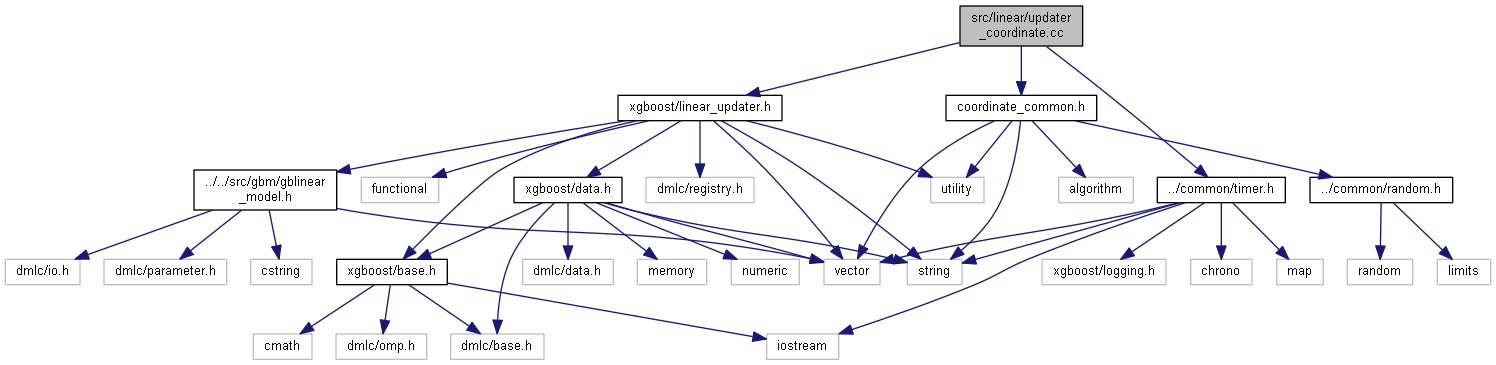 src/linear/updater
_coordinate.cc
xgboost/linear_updater.h
coordinate_common.h
../../src/gbm/gblinear
_model.h
functional
xgboost/data.h
dmlc/registry.h
utility
algorithm
../common/timer.h
../common/random.h
dmlc/io.h
dmlc/parameter.h
cstring
xgboost/base.h
dmlc/data.h
memory
numeric
vector
string
xgboost/logging.h
chrono
map
random
limits
cmath
dmlc/omp.h
dmlc/base.h
iostream